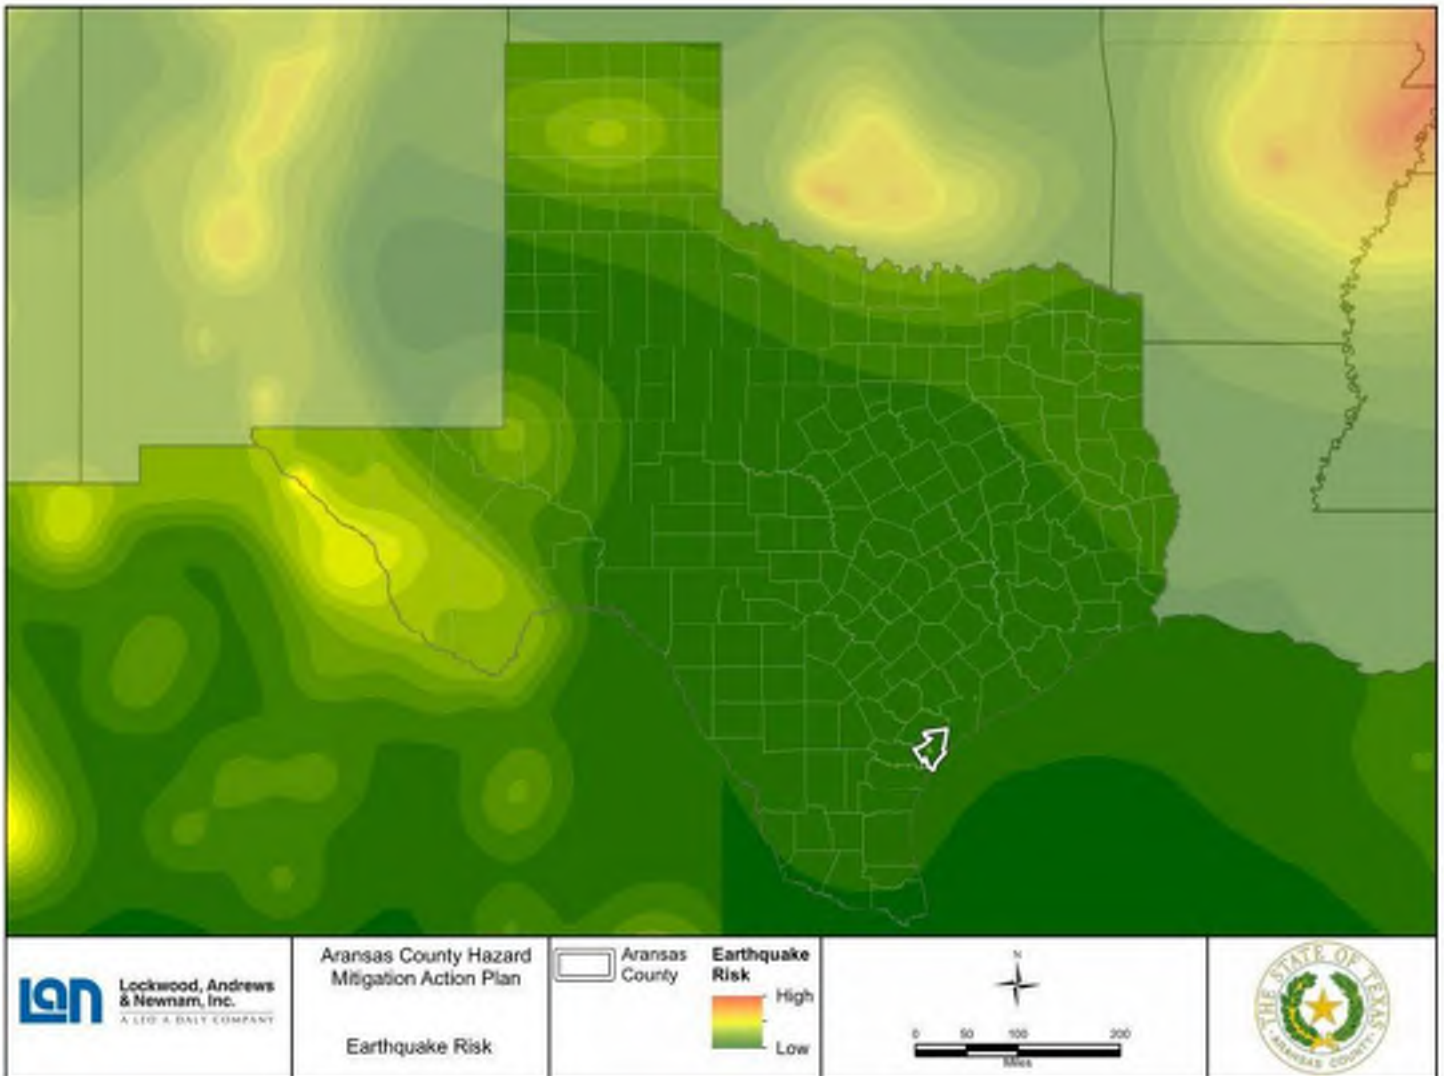 Lan
Lockwood, Andrews
& Newnam, Inc.
A LEO A DALY COMPANY
Aransas County Hazard
Mitigation Action Plan
Earthquake Risk
Aransas
County
Earthquake
Risk
High
Low
N
0 50 100 200
Miles
THE STATE OF TEXAS
ARANSAS COUNTY